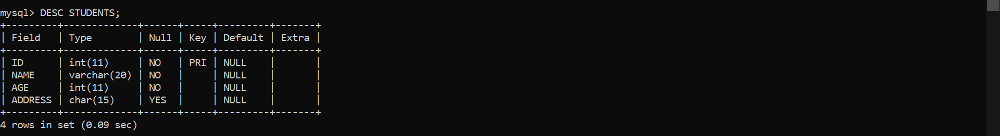 mysql> DESC STUDENTS;
+---------+-------------+------+-----+---------+-------+
| Field   | Type        | Null | Key | Default | Extra |
+---------+-------------+------+-----+---------+-------+
| ID      | int(11)     | NO   | PRI | NULL    |       |
| NAME    | varchar(20) | NO   |     | NULL    |       |
| AGE     | int(11)     | NO   |     | NULL    |       |
| ADDRESS | char(15)    | YES  |     | NULL    |       |
+---------+-------------+------+-----+---------+-------+
4 rows in set (0.09 sec)